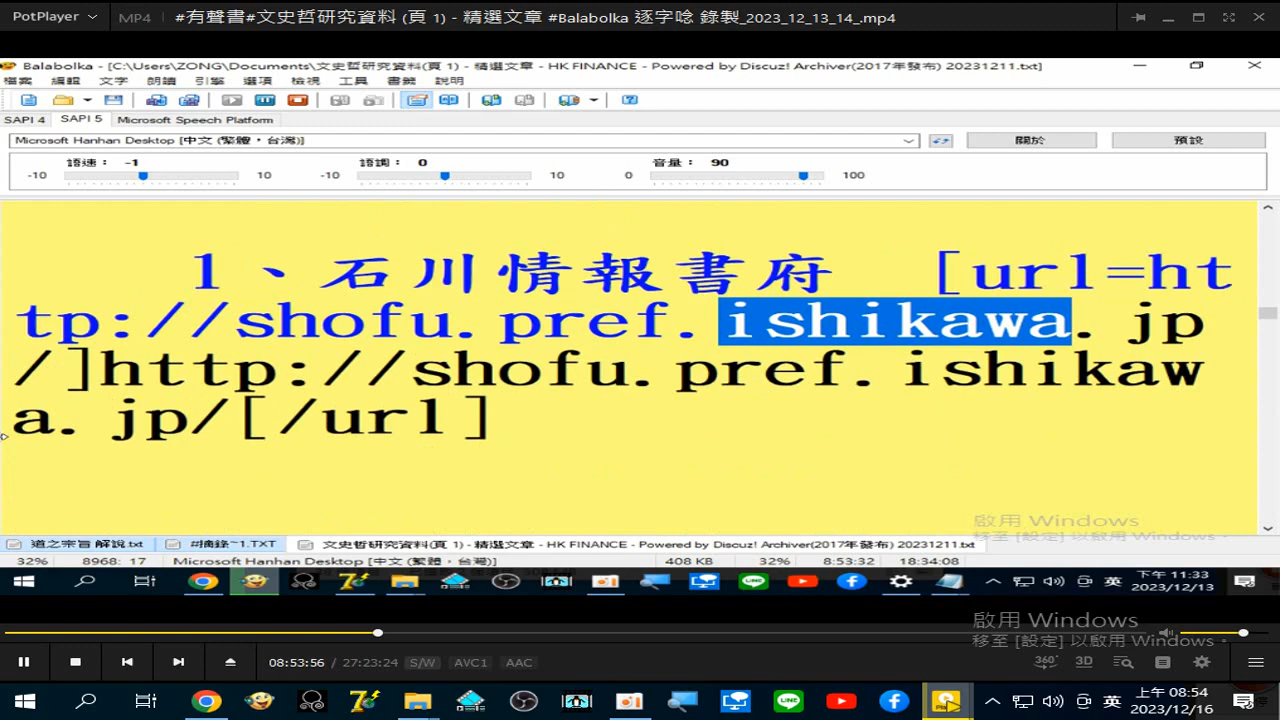 PotPlayer MP4 #有聲書#文史哲研究資料 (頁 1) - 精選文章 #Balabolka 逐字唸 錄製_2023_12_13_14_.mp4
Balabolka - [C:\Users\ZONG\Documents\文史哲研究資料(頁 1) - 精選文章 - HK FINANCE - Powered by Discuz! Archiver(2017年發布) 20231211.txt]
檔案 編輯 文字 朗讀 引擎 選項 檢視 工具 書籤 說明
SAPI 4 SAPI 5 Microsoft Speech Platform
Microsoft Hanhan Desktop [中文 (繁體，台灣)] 關於 預設
語速： -1 語調： 0 音量： 90
-10 10 -10 10 0 100
1、石川情報書府 [url=ht
tp://shofu.pref.ishikawa. jp
/]http://shofu.pref.ishikaw
a. jp/[/url]
啟用 Windows
移至 [設定] 以啟用 Windows。
道之宗旨 解說.txt #摘錄~1.TXT 文史哲研究資料(頁 1) - 精選文章 - HK FINANCE - Powered by Discuz! Archiver(2017年發布) 20231211.txt
32% 8968: 17 Microsoft Hanhan Desktop [中文 (繁體，台灣)] 408 KB 32% 8:53:32 18:34:08
英 下午 11:33
2023/12/13
啟用 Windows
移至 [設定] 以啟用 Windows。
08:53:56 / 27:23:24 S/W AVC1 AAC 360° 3D
英 上午 08:54
2023/12/16